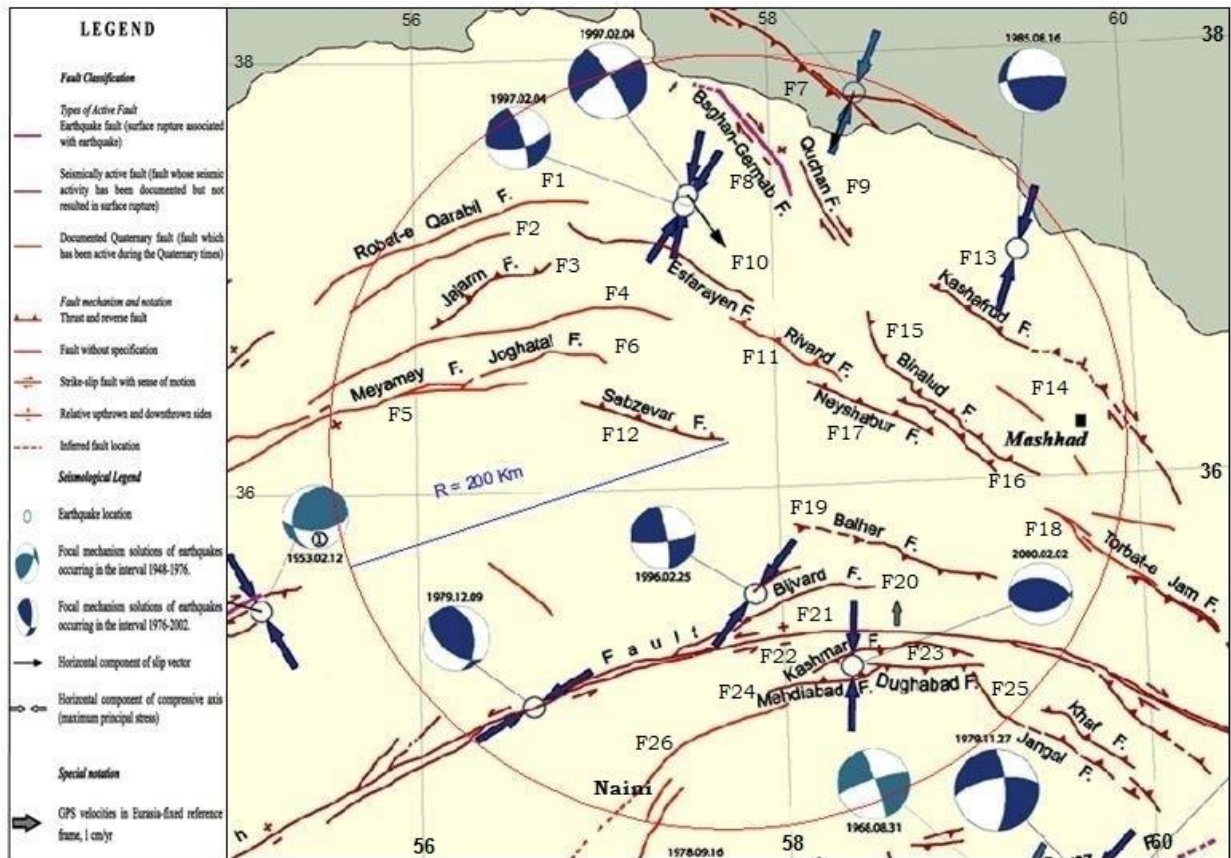 LEGEND
Fault Classification
Types of Active Fault
Earthquake fault (surface rupture associated
with earthquake)
Seismically active fault (fault whose seismic
activity has been documented but not
resulted in surface rupture)
Documented Quaternary fault (fault which
has been active during the Quaternary times)
Fault mechanism and notation
Thrust and reverse fault
Fault without specification
Strike-slip fault with sense of motion
Relative upthrown and downthrown sides
Inferred fault location
Seismological Legend
Earthquake location
Focal mechanism solutions of earthquakes
occurring in the interval 1948-1976.
Focal mechanism solutions of earthquakes
occurring in the interval 1976-2002.
Horizontal component of slip vector
Horizontal component of compressive axis
(maximum principal stress)
Special notation
GPS velocities in Eurasia-fixed reference
frame, 1 cm/yr
56
58
60
38
38
1997.02.04
1985.08.16
1997.02.04
F7
Baghan-Germab F.
Quchan F.
F1
F8
F9
Robat-e Qarabil F.
F2
F10
F13
Jajarm F.
F3
Esfarayen F.
Kashafrud F.
F4
F15
F6
Joghatai F.
Rivand F.
F11
Binalud F.
Meyamey F.
F5
F14
Sabzevar F.
Neyshabur F.
F12
F17
Mashhad
36
36
R = 200 Km
F16
1
1953.02.12
F19
Balher F.
F18
1996.02.25
2000.02.02
Torbat-e Jam F.
Bijvard F.
F20
1979.12.09
F21
Fault
F22
Kashmar F.
F23
F24
Mehdiabad F.
Dughabad F.
F25
F26
Khaf F.
Jangal F.
1979.11.27
Naini
1968.08.31
56
58
60
h
1978.09.16
F